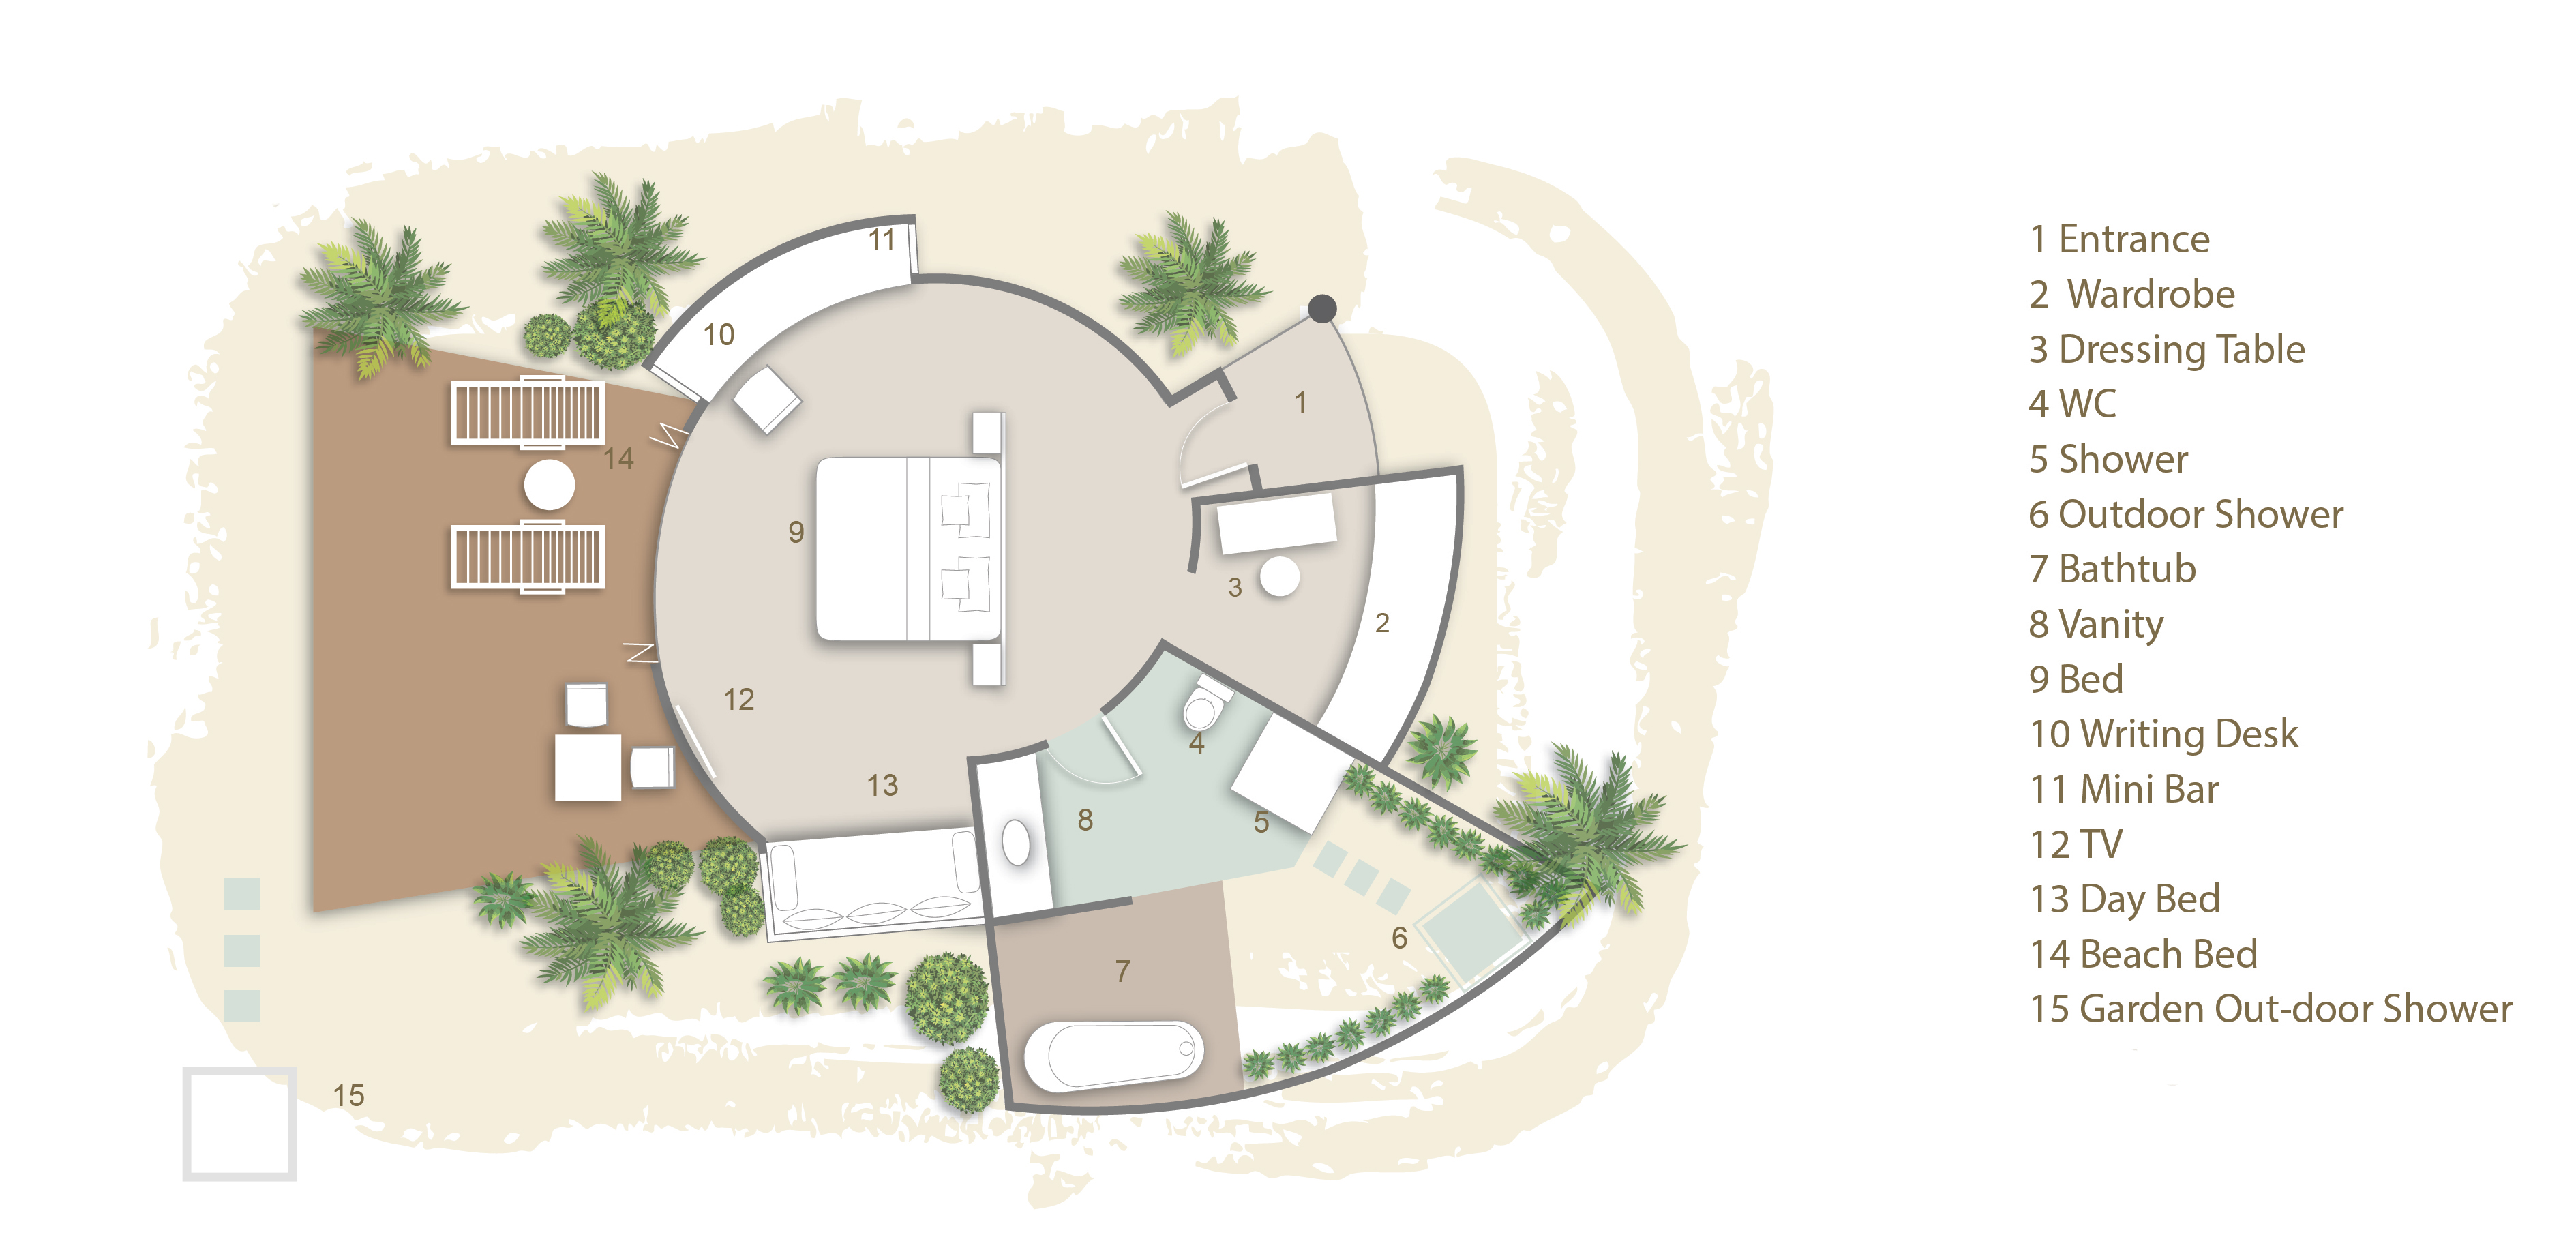 11
10
1
14
9
3
2
12
4
13
8
5
6
7
15
1 Entrance
2 Wardrobe
3 Dressing Table
4 WC
5 Shower
6 Outdoor Shower
7 Bathtub
8 Vanity
9 Bed
10 Writing Desk
11 Mini Bar
12 TV
13 Day Bed
14 Beach Bed
15 Garden Out-door Shower